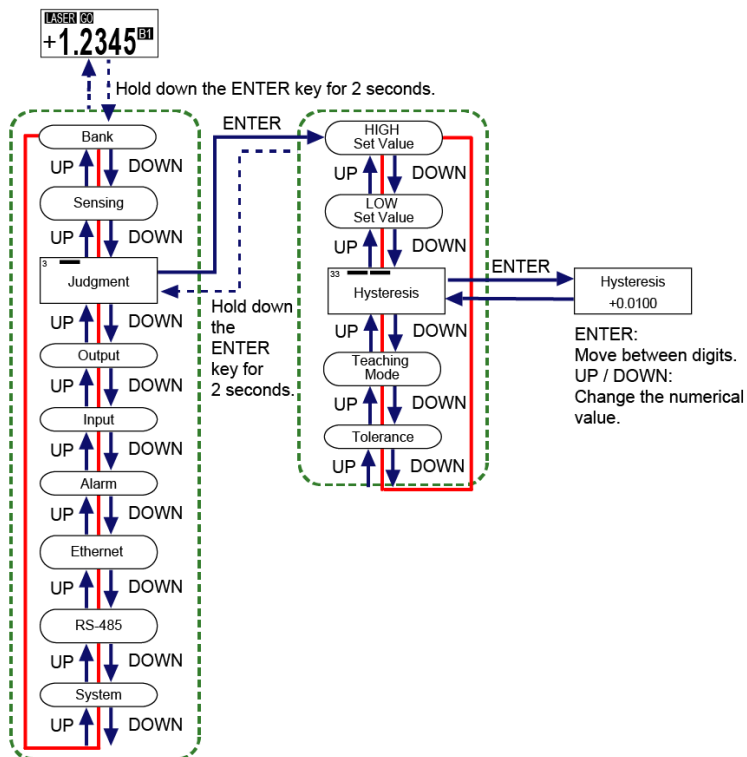 LASER GO
+1.2345 B1
Hold down the ENTER key for 2 seconds.
Bank
UP
DOWN
Sensing
UP
DOWN
3
Judgment
UP
DOWN
Output
UP
DOWN
Input
UP
DOWN
Alarm
UP
DOWN
Ethernet
UP
DOWN
RS-485
UP
DOWN
System
UP
DOWN
ENTER
Hold down
the
ENTER
key for
2 seconds.
HIGH
Set Value
UP
DOWN
LOW
Set Value
UP
DOWN
33
Hysteresis
UP
DOWN
Teaching
Mode
UP
DOWN
Tolerance
UP
DOWN
ENTER
Hysteresis
+0.0100
ENTER:
Move between digits.
UP / DOWN:
Change the numerical
value.